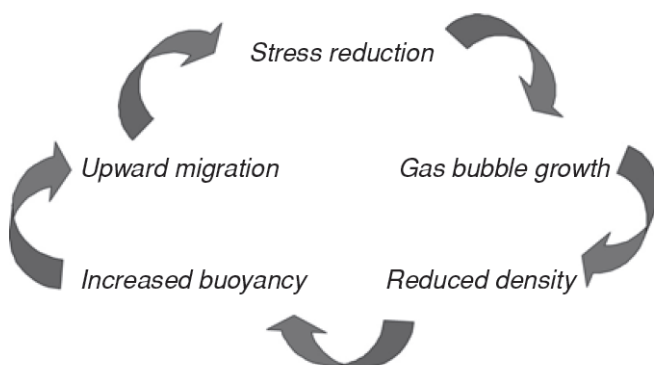 Stress reduction
Upward migration
Gas bubble growth
Increased buoyancy
Reduced density